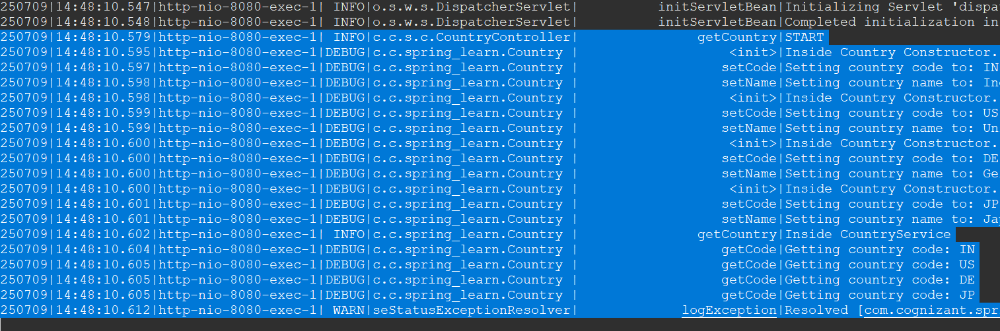 250709|14:48:10.547|http-nio-8080-exec-1| INFO|o.s.w.s.DispatcherServlet| initServletBean|Initializing Servlet 'dispa
250709|14:48:10.548|http-nio-8080-exec-1| INFO|o.s.w.s.DispatcherServlet| initServletBean|Completed initialization in
250709|14:48:10.579|http-nio-8080-exec-1| INFO|c.c.s.c.CountryController| getCountry|START
250709|14:48:10.595|http-nio-8080-exec-1|DEBUG|c.c.spring_learn.Country | <init>|Inside Country Constructor.
250709|14:48:10.597|http-nio-8080-exec-1|DEBUG|c.c.spring_learn.Country | setCode|Setting country code to: IN
250709|14:48:10.598|http-nio-8080-exec-1|DEBUG|c.c.spring_learn.Country | setName|Setting country name to: Ind
250709|14:48:10.598|http-nio-8080-exec-1|DEBUG|c.c.spring_learn.Country | <init>|Inside Country Constructor.
250709|14:48:10.599|http-nio-8080-exec-1|DEBUG|c.c.spring_learn.Country | setCode|Setting country code to: US
250709|14:48:10.599|http-nio-8080-exec-1|DEBUG|c.c.spring_learn.Country | setName|Setting country name to: Un
250709|14:48:10.600|http-nio-8080-exec-1|DEBUG|c.c.spring_learn.Country | <init>|Inside Country Constructor.
250709|14:48:10.600|http-nio-8080-exec-1|DEBUG|c.c.spring_learn.Country | setCode|Setting country code to: DE
250709|14:48:10.600|http-nio-8080-exec-1|DEBUG|c.c.spring_learn.Country | setName|Setting country name to: Ge
250709|14:48:10.600|http-nio-8080-exec-1|DEBUG|c.c.spring_learn.Country | <init>|Inside Country Constructor.
250709|14:48:10.601|http-nio-8080-exec-1|DEBUG|c.c.spring_learn.Country | setCode|Setting country code to: JP
250709|14:48:10.601|http-nio-8080-exec-1|DEBUG|c.c.spring_learn.Country | setName|Setting country name to: Jap
250709|14:48:10.602|http-nio-8080-exec-1| INFO|c.c.spring_learn.Country | getCountry|Inside CountryService
250709|14:48:10.604|http-nio-8080-exec-1|DEBUG|c.c.spring_learn.Country | getCode|Getting country code: IN
250709|14:48:10.605|http-nio-8080-exec-1|DEBUG|c.c.spring_learn.Country | getCode|Getting country code: US
250709|14:48:10.605|http-nio-8080-exec-1|DEBUG|c.c.spring_learn.Country | getCode|Getting country code: DE
250709|14:48:10.605|http-nio-8080-exec-1|DEBUG|c.c.spring_learn.Country | getCode|Getting country code: JP
250709|14:48:10.612|http-nio-8080-exec-1| WARN|seStatusExceptionResolver| logException|Resolved [com.cognizant.spr